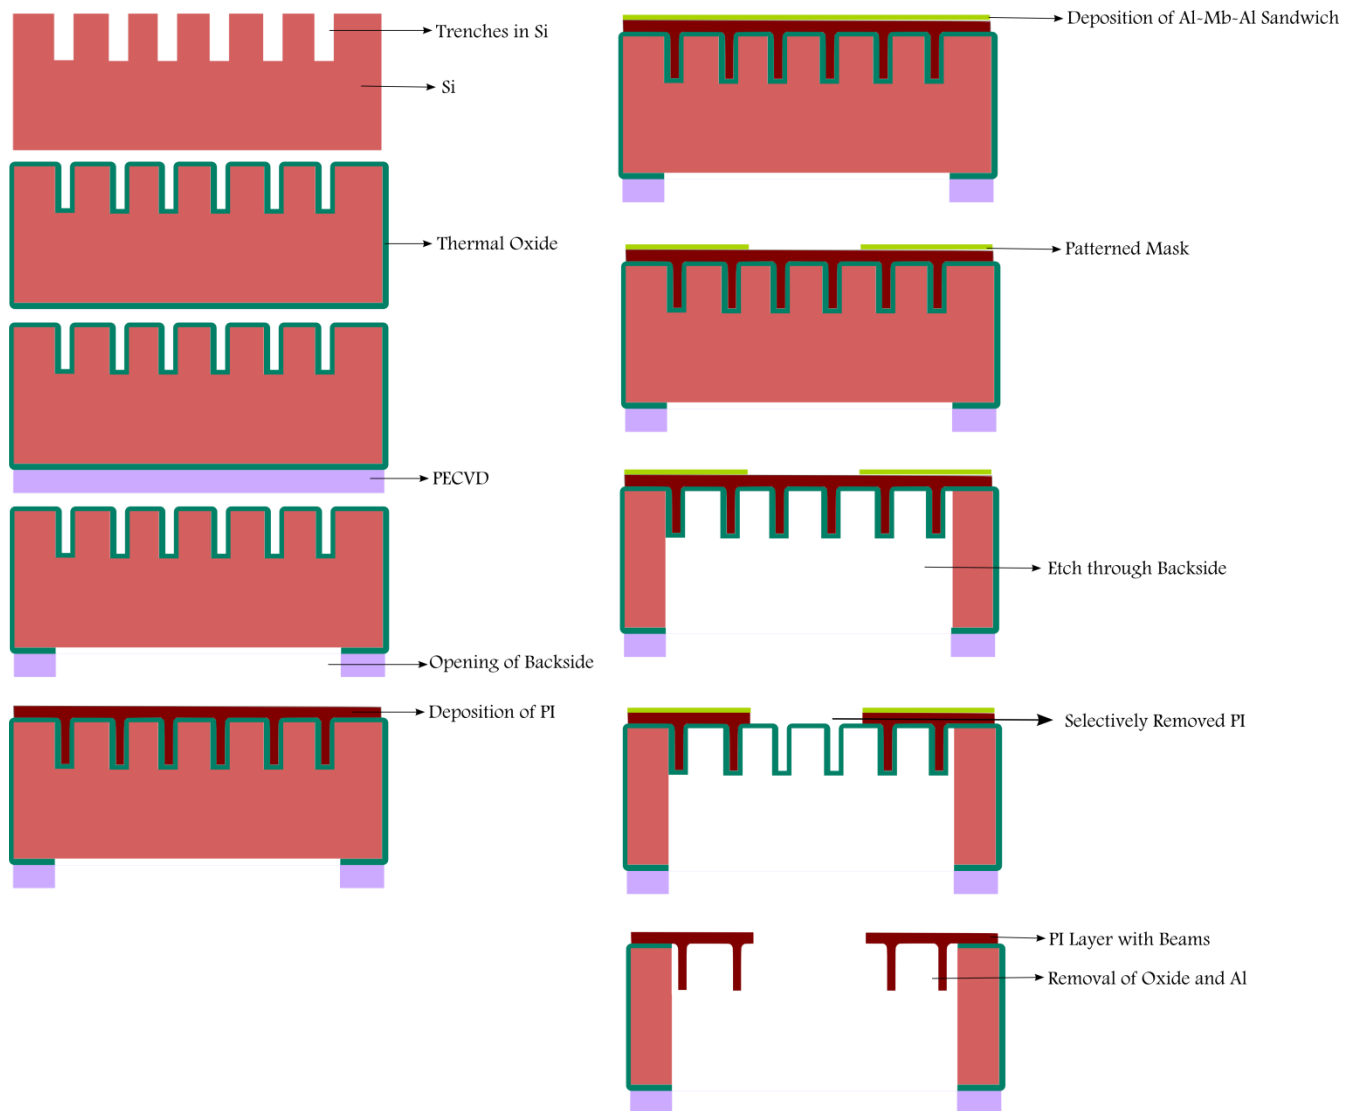 Trenches in Si
Si
Thermal Oxide
PECVD
Opening of Backside
Deposition of PI
Deposition of Al-Mb-Al Sandwich
Patterned Mask
Etch through Backside
Selectively Removed PI
PI Layer with Beams
Removal of Oxide and Al